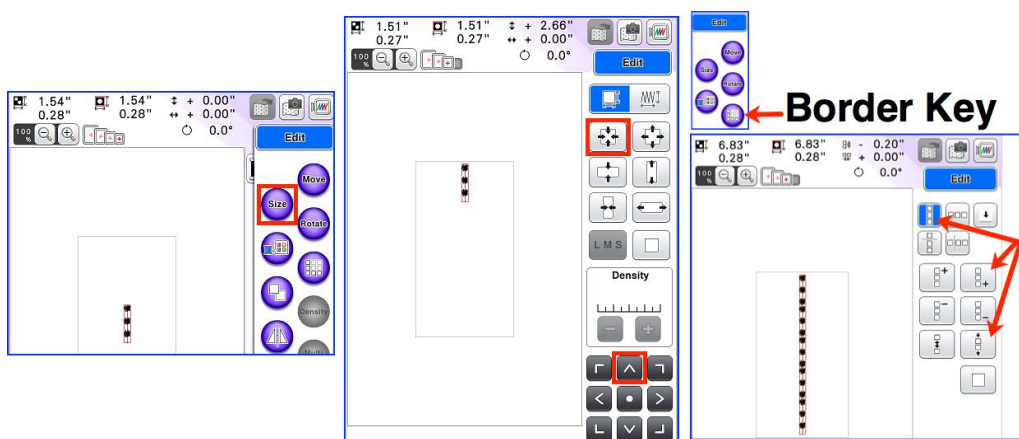 1.54" 1.54" + 0.00"
0.28" 0.28" + 0.00"
100 % 0.0°
Edit
Move
Size
Rotate
Density
1.51" 1.51" + 2.66"
0.27" 0.27" + 0.00"
100 % 0.0°
Edit
LMS
Density
Edit
Move
Size
Rotate
Border Key
6.83" 6.83" - 0.20"
0.28" 0.28" + 0.00"
100 % 0.0°
Edit